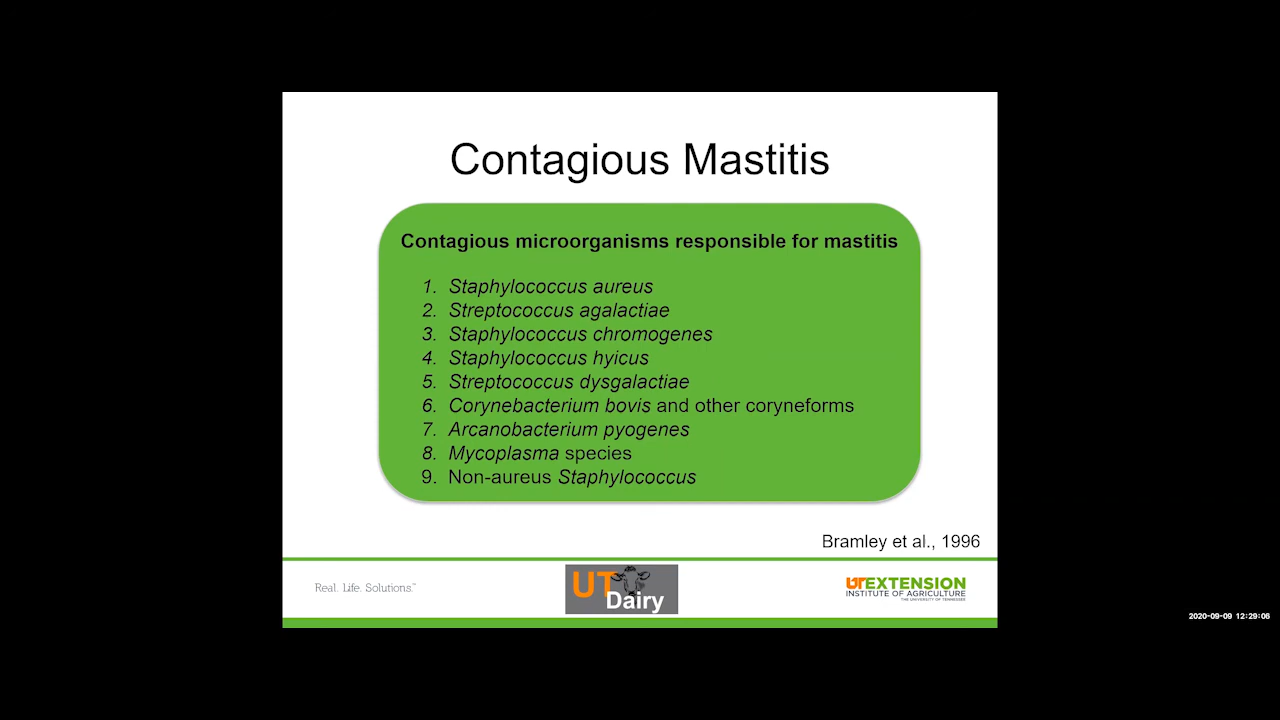 Contagious Mastitis
Contagious microorganisms responsible for mastitis
1. Staphylococcus aureus
2. Streptococcus agalactiae
3. Staphylococcus chromogenes
4. Staphylococcus hyicus
5. Streptococcus dysgalactiae
6. Corynebacterium bovis and other coryneforms
7. Arcanobacterium pyogenes
8. Mycoplasma species
9. Non-aureus Staphylococcus
Bramley et al., 1996
Real. Life. Solutions.™
UT
Dairy
UT EXTENSION
INSTITUTE OF AGRICULTURE
THE UNIVERSITY OF TENNESSEE
2020-09-09 12:29:06